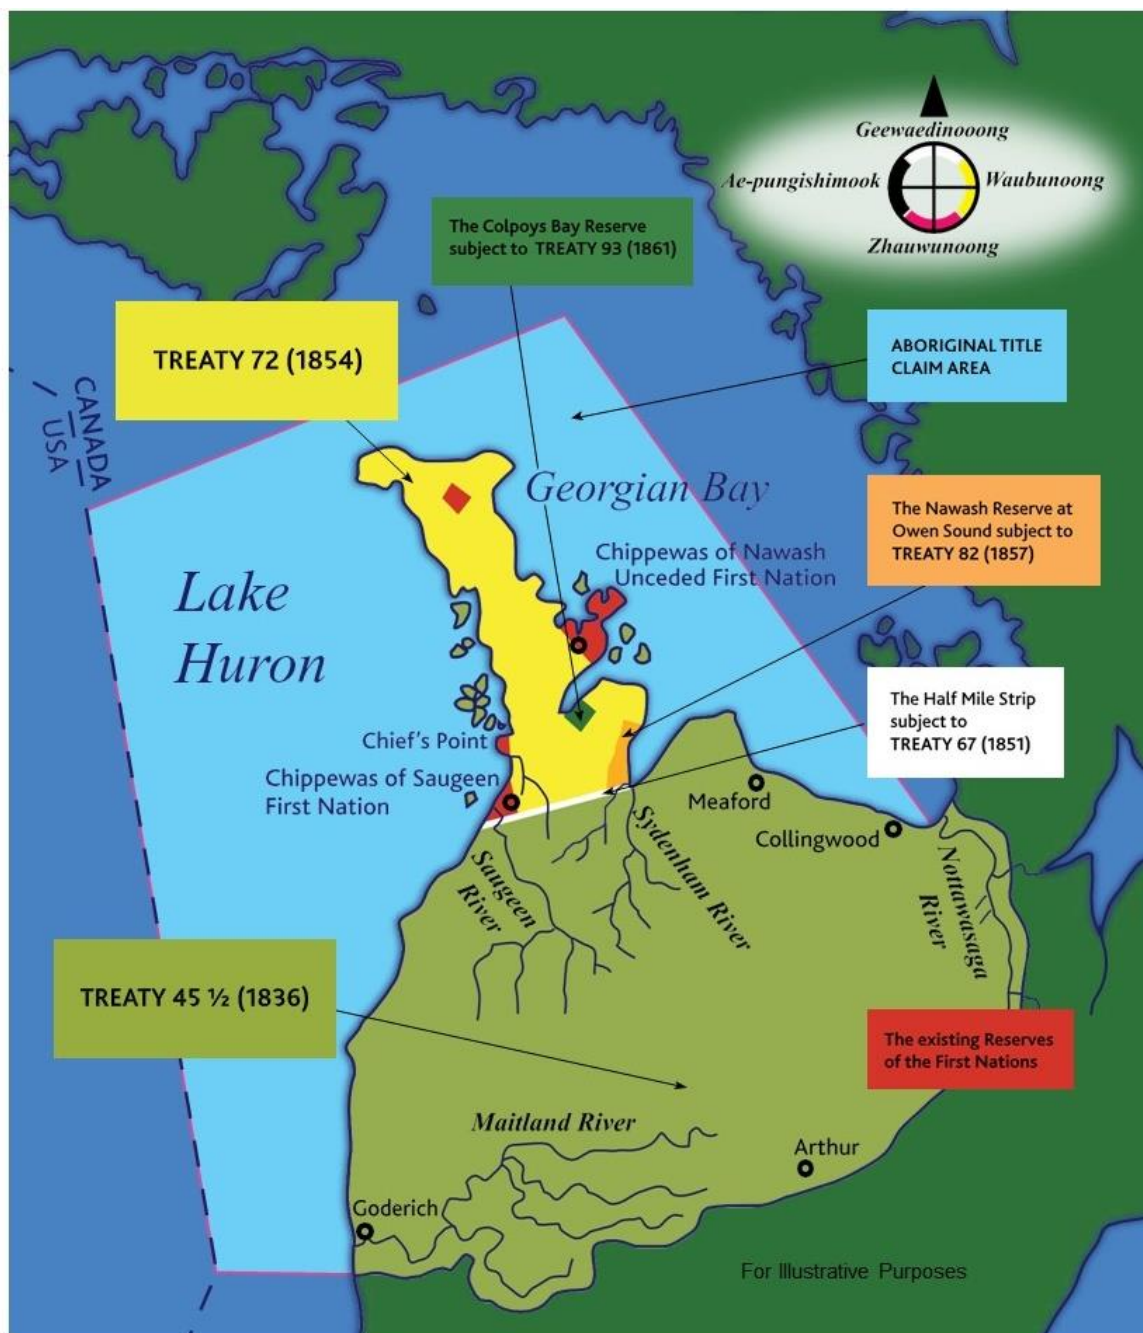 Geewaedinooong
Ae-pungishimook
Waubunoong
Zhauwunoong
The Colpoys Bay Reserve
subject to TREATY 93 (1861)
TREATY 72 (1854)
ABORIGINAL TITLE
CLAIM AREA
CANADA
USA
Georgian Bay
The Nawash Reserve at
Owen Sound subject to
TREATY 82 (1857)
Chippewas of Nawash
Unceded First Nation
Lake
Huron
The Half Mile Strip
subject to
TREATY 67 (1851)
Chief's Point
Chippewas of Saugeen
First Nation
Meaford
Collingwood
Saugeen
River
Sydenham River
Nottawasaga
River
TREATY 45 ½ (1836)
The existing Reserves
of the First Nations
Maitland River
Arthur
Goderich
For Illustrative Purposes